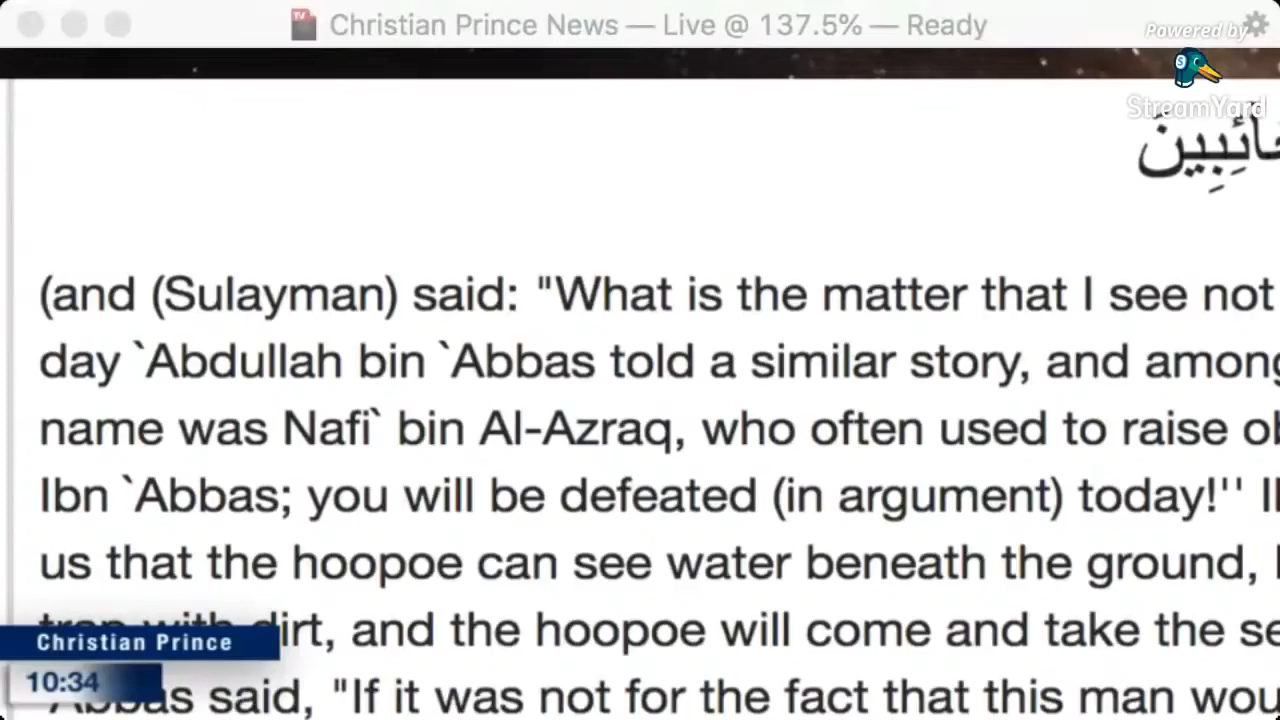 Christian Prince News — Live @ 137.5% — Ready
Powered by
StreamYard
(and (Sulayman) said: "What is the matter that I see not
day `Abdullah bin `Abbas told a similar story, and among
name was Nafi` bin Al-Azraq, who often used to raise
Ibn `Abbas; you will be defeated (in argument) today!''
us that the hoopoe can see water beneath the ground,
trap with dirt, and the hoopoe will come and take the
`Abbas said, "If it was not for the fact that this man
Christian Prince
10:34